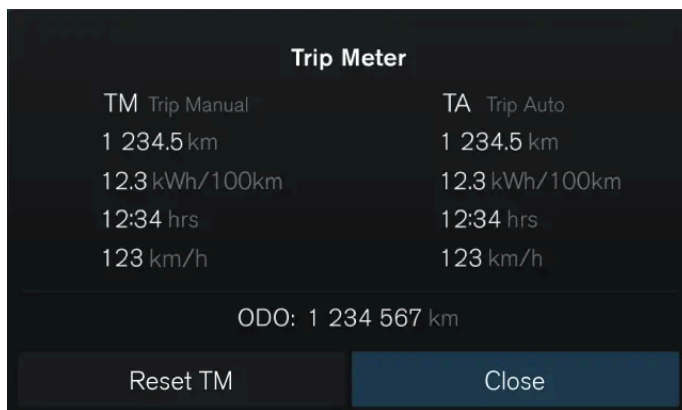 Trip Meter
TM Trip Manual TA Trip Auto
1 234.5 km 1 234.5 km
12.3 kWh/100km 12.3 kWh/100km
12:34 hrs 12:34 hrs
123 km/h 123 km/h
ODO: 1 234 567 km
Reset TM Close